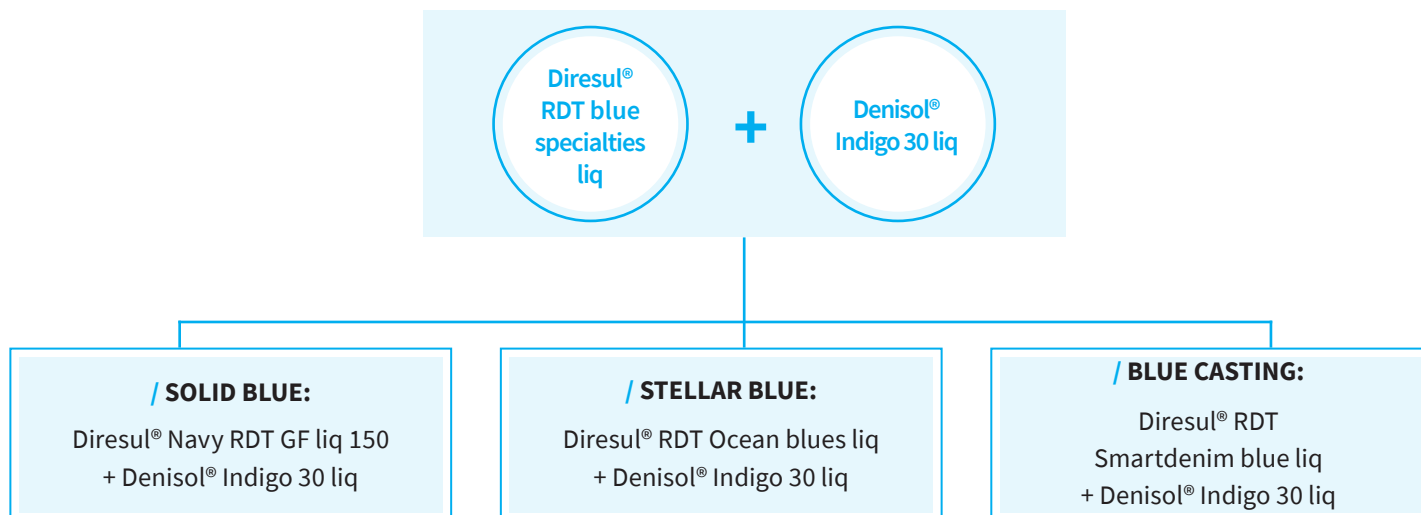 Diresul®
RDT blue
specialties
liq
+
Denisol®
Indigo 30 liq
/ SOLID BLUE:
Diresul® Navy RDT GF liq 150
+ Denisol® Indigo 30 liq
/ STELLAR BLUE:
Diresul® RDT Ocean blues liq
+ Denisol® Indigo 30 liq
/ BLUE CASTING:
Diresul® RDT
Smartdenim blue liq
+ Denisol® Indigo 30 liq